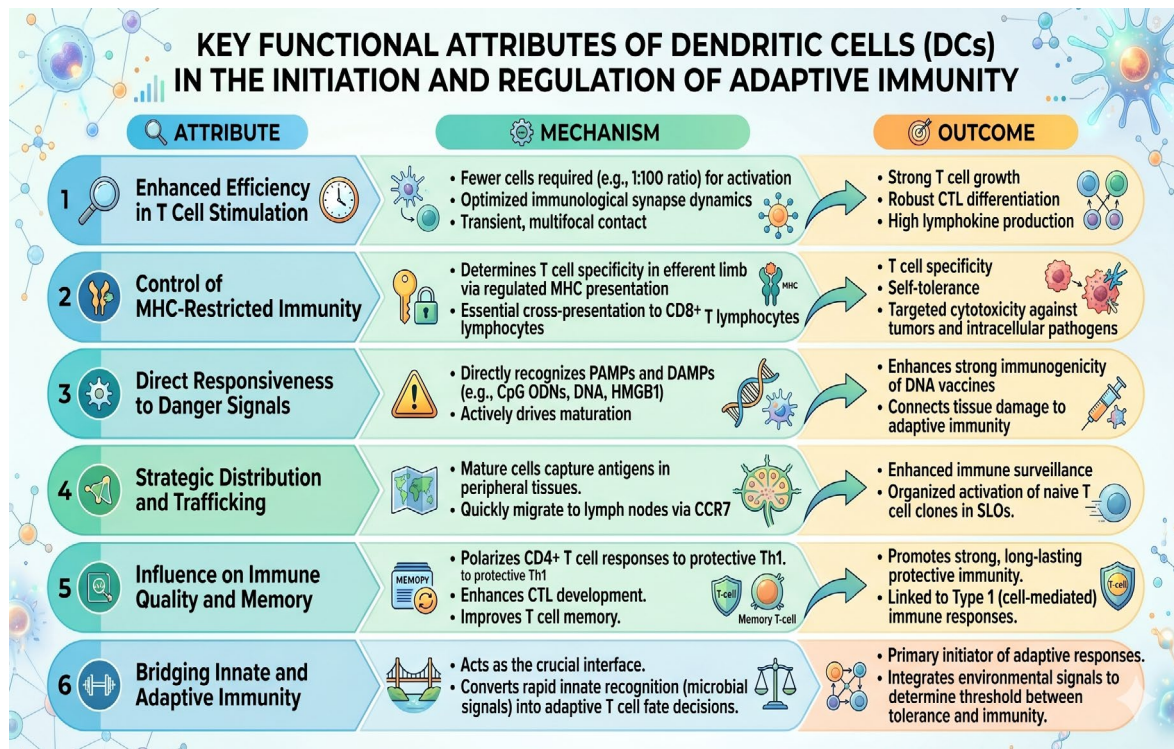 KEY FUNCTIONAL ATTRIBUTES OF DENDRITIC CELLS (DCs)
IN THE INITIATION AND REGULATION OF ADAPTIVE IMMUNITY
ATTRIBUTE
MECHANISM
OUTCOME
1
Enhanced Efficiency
in T Cell Stimulation
• Fewer cells required (e.g., 1:100 ratio) for activation
• Optimized immunological synapse dynamics
• Transient, multifocal contact
• Strong T cell growth
• Robust CTL differentiation
• High lymphokine production
2
Control of
MHC-Restricted Immunity
• Determines T cell specificity in efferent limb
via regulated MHC presentation
• Essential cross-presentation to CD8+ T lymphocytes
lymphocytes
MHC
• T cell specificity
• Self-tolerance
• Targeted cytotoxicity against
tumors and intracellular pathogens
3
Direct Responsiveness
to Danger Signals
• Directly recognizes PAMPs and DAMPs
(e.g., CpG ODNs, DNA, HMGB1)
• Actively drives maturation
• Enhances strong immunogenicity
of DNA vaccines
• Connects tissue damage to
adaptive immunity
4
Strategic Distribution
and Trafficking
• Mature cells capture antigens in
peripheral tissues.
• Quickly migrate to lymph nodes via CCR7
• Enhanced immune surveillance
• Organized activation of naive T
cell clones in SLOs.
5
Influence on Immune
Quality and Memory
MEMOPY
• Polarizes CD4+ T cell responses to protective Th1.
to protective Th1
• Enhances CTL development.
• Improves T cell memory.
T-cell
Memory T-cell
• Promotes strong, long-lasting
protective immunity.
• Linked to Type 1 (cell-mediated)
immune responses.
T-cell
6
Bridging Innate and
Adaptive Immunity
• Acts as the crucial interface.
• Converts rapid innate recognition (microbial
signals) into adaptive T cell fate decisions.
• Primary initiator of adaptive responses.
• Integrates environmental signals to
determine threshold between
tolerance and immunity.